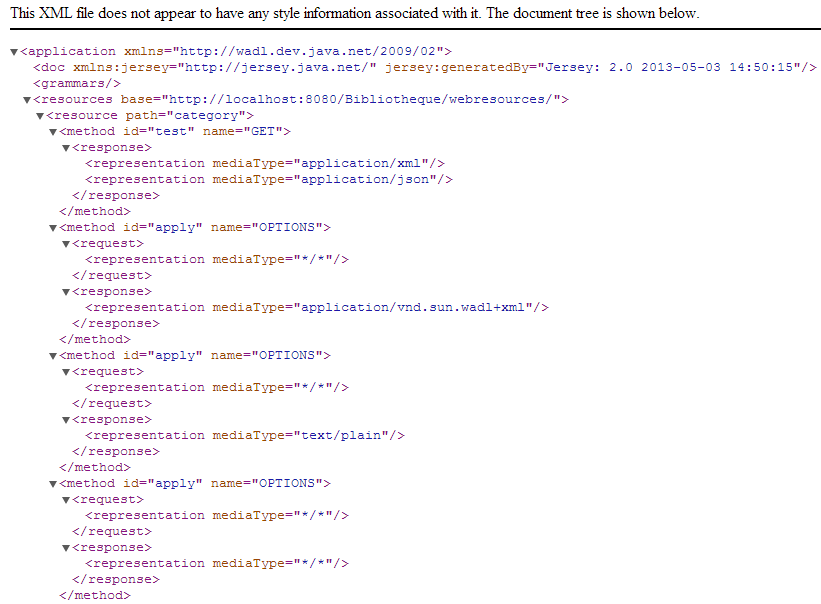 This XML file does not appear to have any style information associated with it. The document tree is shown below.
▼<application xmlns="http://wadl.dev.java.net/2009/02">
<doc xmlns:jersey="http://jersey.java.net/" jersey:generatedBy="Jersey: 2.0 2013-05-03 14:50:15"/>
<grammars/>
▼<resources base="http://localhost:8080/Bibliotheque/webresources/">
▼<resource path="category">
▼<method id="test" name="GET">
▼<response>
<representation mediaType="application/xml"/>
<representation mediaType="application/json"/>
</response>
</method>
▼<method id="apply" name="OPTIONS">
▼<request>
<representation mediaType="*/*"/>
</request>
▼<response>
<representation mediaType="application/vnd.sun.wadl+xml"/>
</response>
</method>
▼<method id="apply" name="OPTIONS">
▼<request>
<representation mediaType="*/*"/>
</request>
▼<response>
<representation mediaType="text/plain"/>
</response>
</method>
▼<method id="apply" name="OPTIONS">
▼<request>
<representation mediaType="*/*"/>
</request>
▼<response>
<representation mediaType="*/*"/>
</response>
</method>